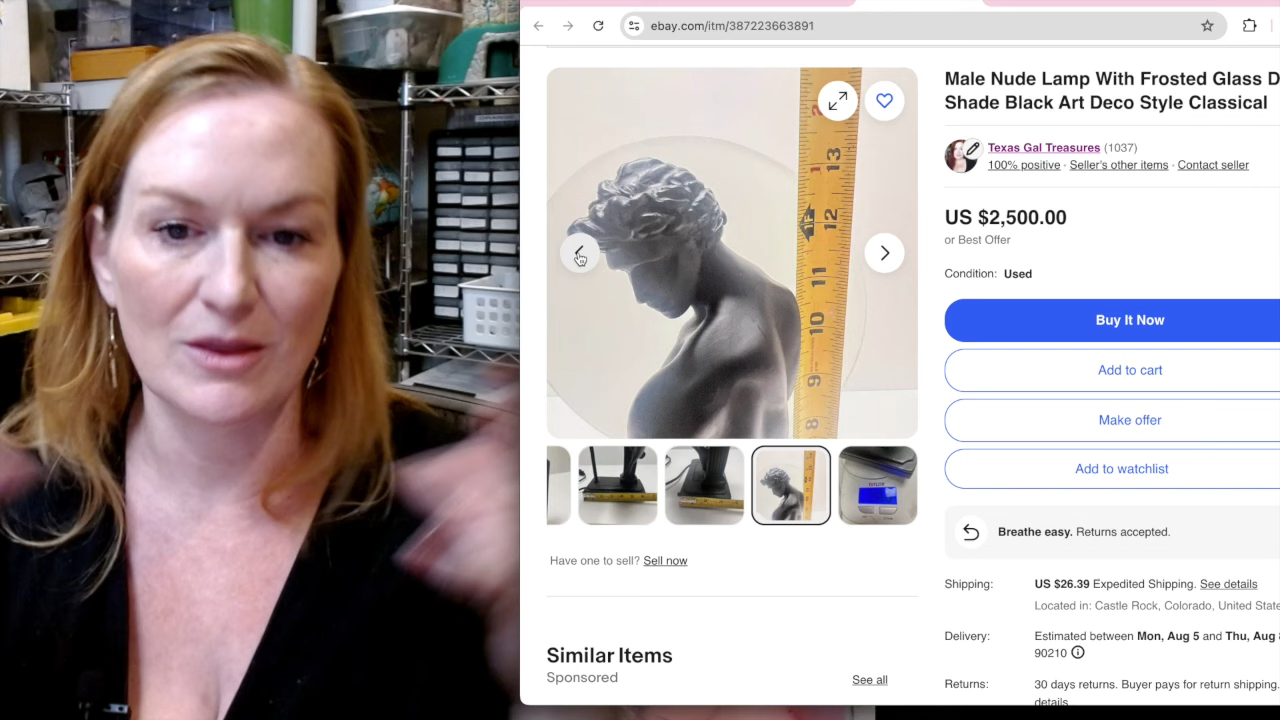 ebay.com/itm/387223663891
Male Nude Lamp With Frosted Glass D
Shade Black Art Deco Style Classical
Texas Gal Treasures (1037)
100% positive · Seller's other items · Contact seller
US $2,500.00
or Best Offer
Condition: Used
Buy It Now
Add to cart
Make offer
Add to watchlist
Breathe easy. Returns accepted.
Shipping: US $26.39 Expedited Shipping. See details
Located in: Castle Rock, Colorado, United State
Delivery: Estimated between Mon, Aug 5 and Thu, Aug
90210
Returns: 30 days returns. Buyer pays for return shipping.
details
13
12
11
10
9
8
Have one to sell? Sell now
Similar Items
Sponsored
See all